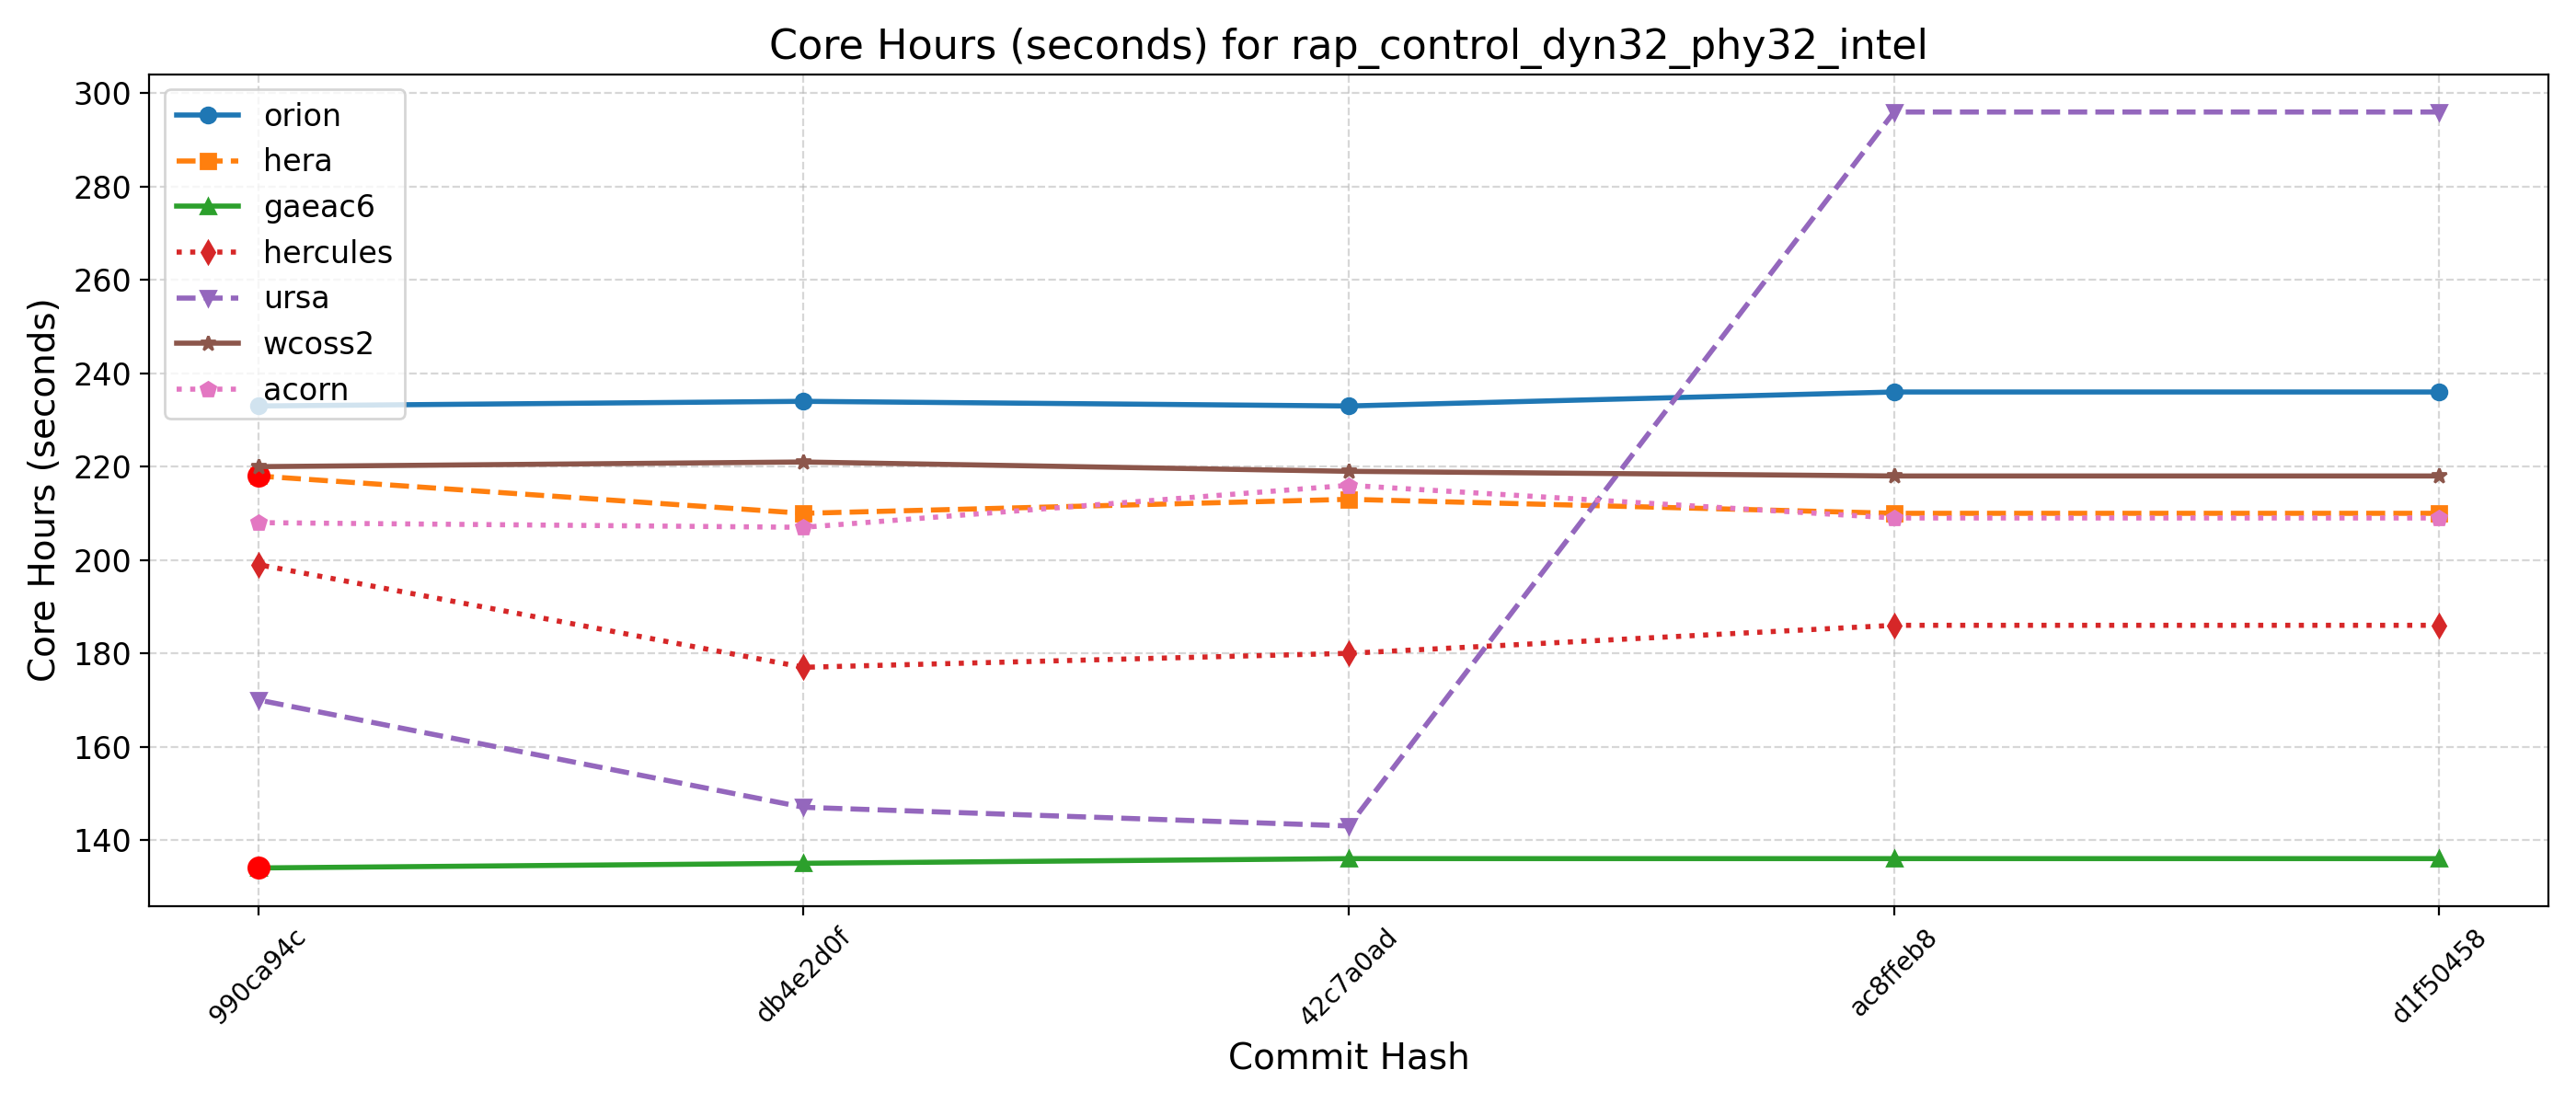 Core Hours (seconds) for rap_control_dyn32_phy32_intel
300
280
260
240
220
200
180
160
140
Core Hours (seconds)
orion
hera
gaeac6
hercules
ursa
wcoss2
acorn
990ca94c
db4e2d0f
42c7a0ad
ac8ffeb8
d1f50458
Commit Hash